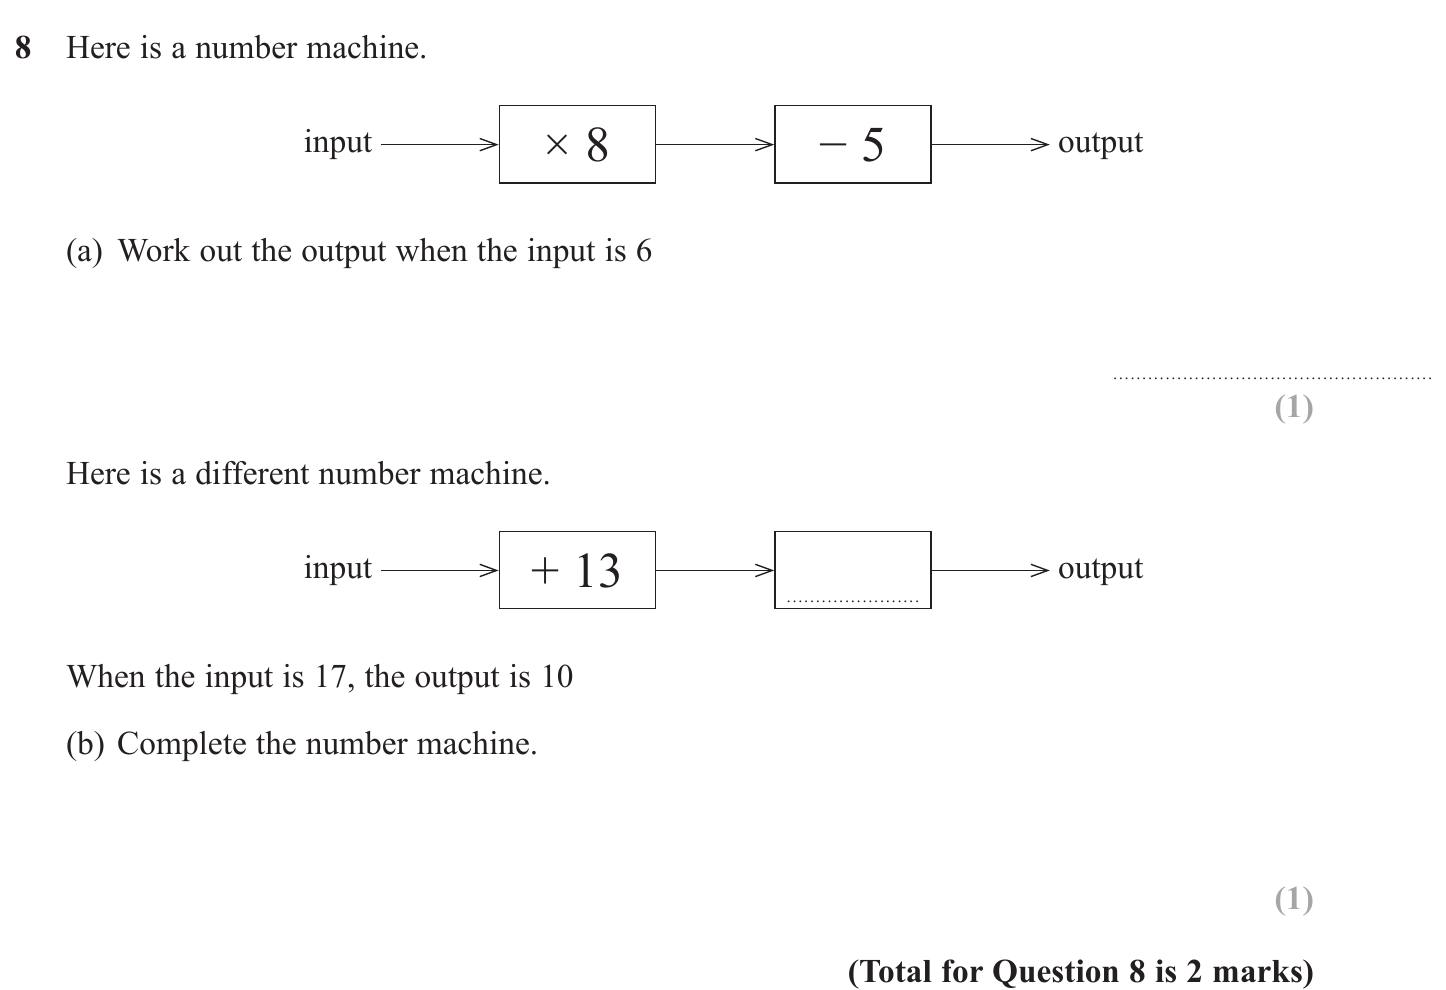 8 Here is a number machine.
input × 8 − 5 output
(a) Work out the output when the input is 6
(1)
Here is a different number machine.
input + 13 output
When the input is 17, the output is 10
(b) Complete the number machine.
(1)
(Total for Question 8 is 2 marks)